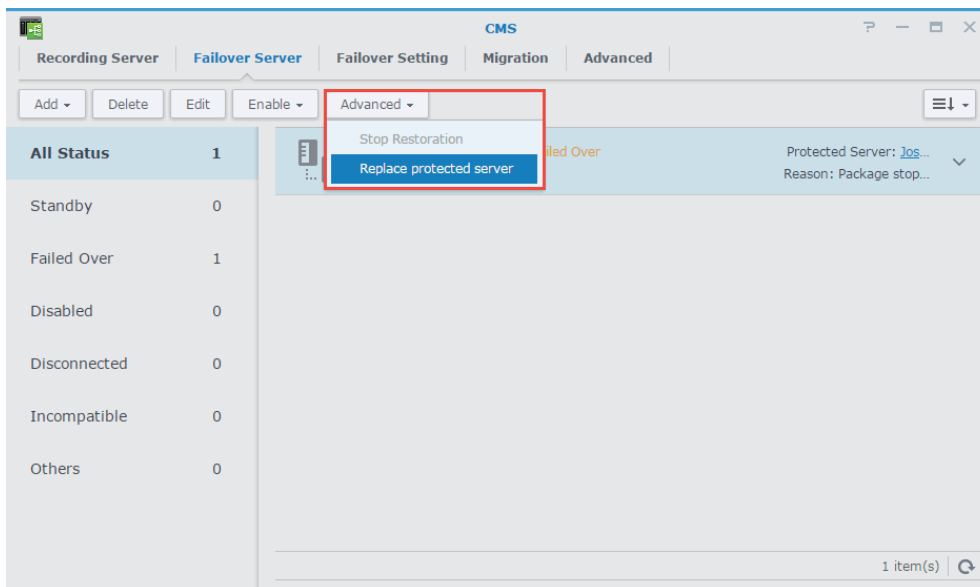 CMS
Recording Server Failover Server Failover Setting Migration Advanced
Add Delete Edit Enable Advanced
Stop Restoration
Replace protected server
All Status 1
iled Over
Protected Server: Jos...
Reason: Package stop...
Standby 0
Failed Over 1
Disabled 0
Disconnected 0
Incompatible 0
Others 0
1 item(s)